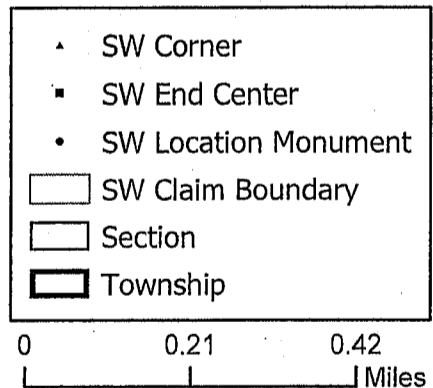 SW Corner
SW End Center
SW Location Monument
SW Claim Boundary
Section
Township
0 0.21 0.42
Miles